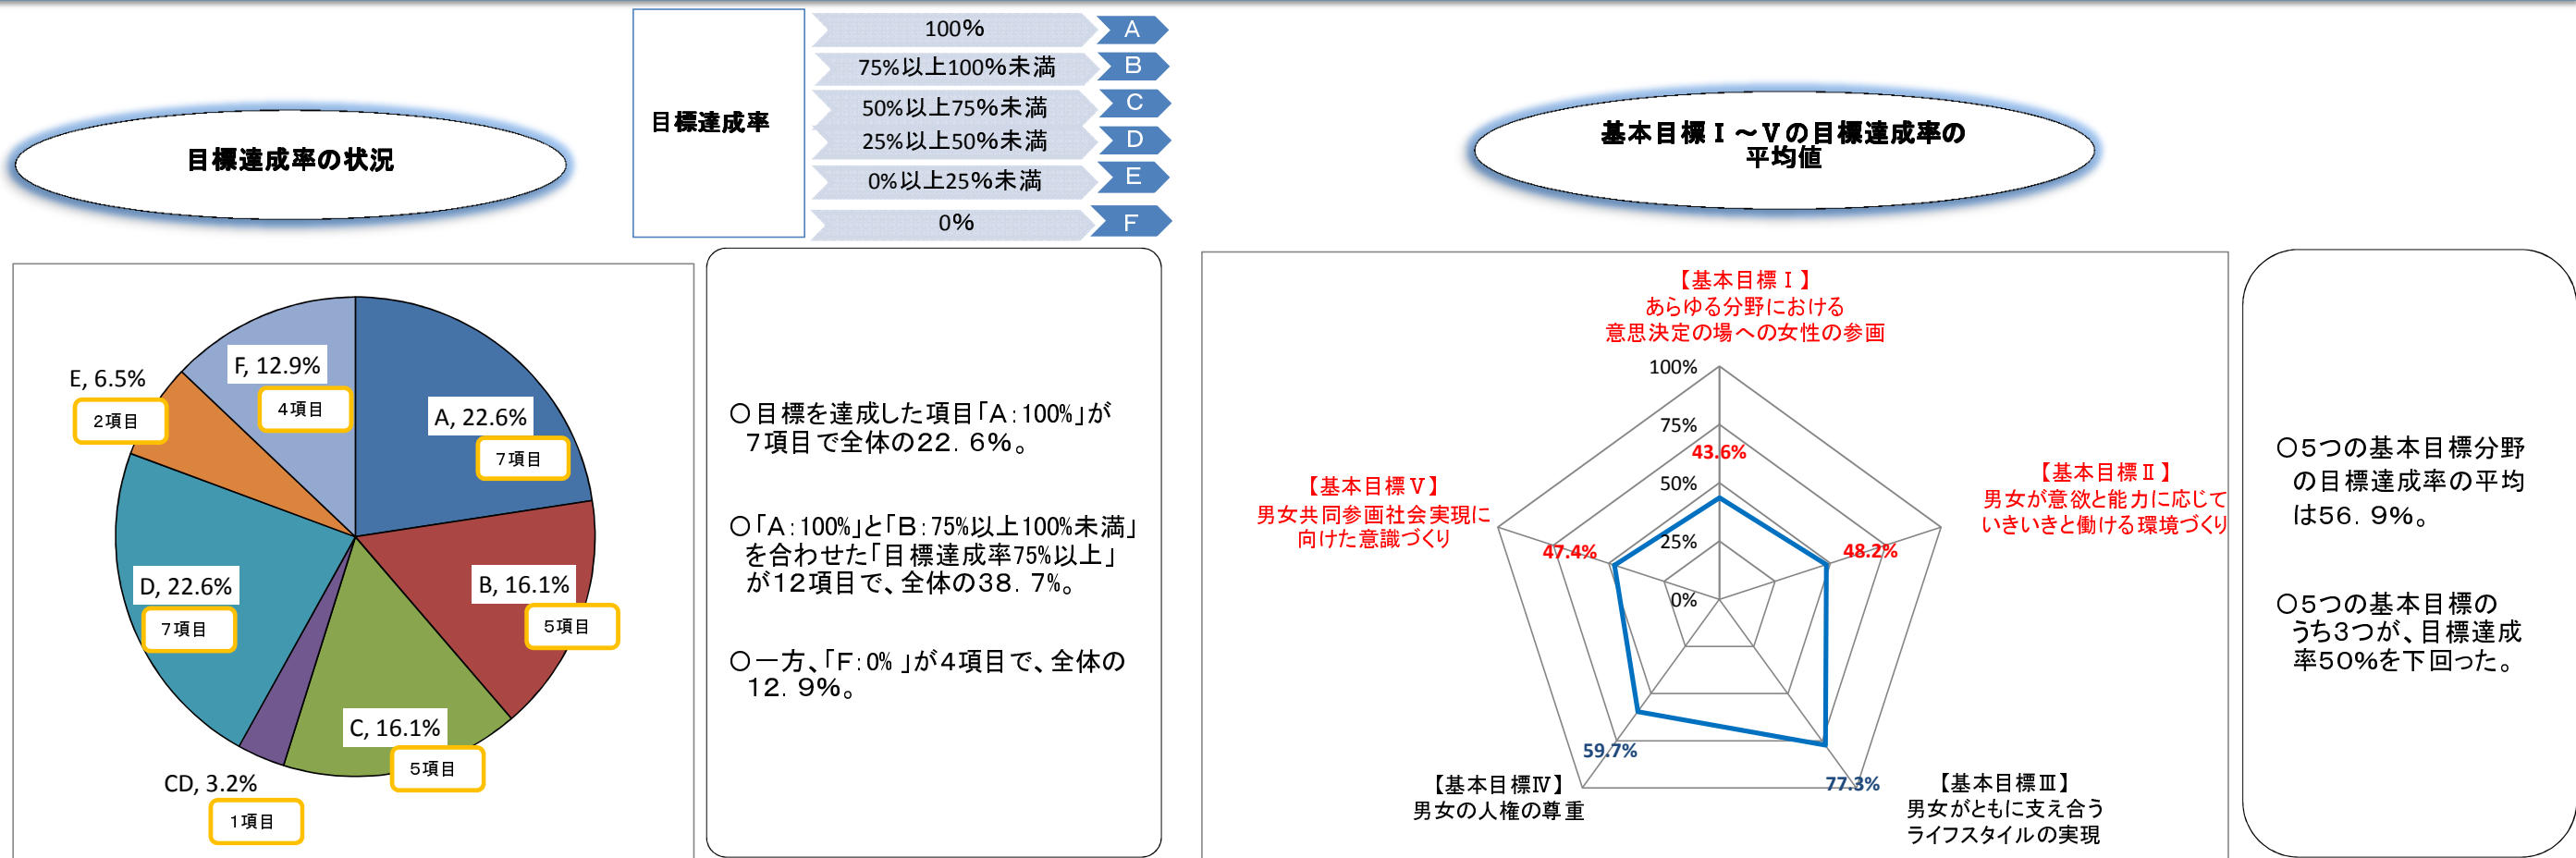 目標達成率の状況
目標達成率
100%
A
75%以上100%未満
B
50%以上75%未満
C
25%以上50%未満
D
0%以上25%未満
E
0%
F
A, 22.6%
7項目
B, 16.1%
5項目
C, 16.1%
5項目
CD, 3.2%
1項目
D, 22.6%
7項目
E, 6.5%
2項目
F, 12.9%
4項目
○目標を達成した項目「A：100%」が
7項目で全体の22．6%。
○「A：100%」と「B：75%以上100%未満」
を合わせた「目標達成率75%以上」
が12項目で、全体の38．7%。
○一方、「F：0% 」が4項目で、全体の
12．9%。
基本目標Ⅰ～Ⅴの目標達成率の
平均値
【基本目標Ⅰ】
あらゆる分野における
意思決定の場への女性の参画
100%
75%
50%
25%
0%
43.6%
【基本目標Ⅱ】
男女が意欲と能力に応じて
いきいきと働ける環境づくり
48.2%
【基本目標Ⅲ】
男女がともに支え合う
ライフスタイルの実現
77.3%
【基本目標Ⅳ】
男女の人権の尊重
59.7%
【基本目標Ⅴ】
男女共同参画社会実現に
向けた意識づくり
47.4%
○5つの基本目標分野
の目標達成率の平均
は56．9%。
○5つの基本目標の
うち3つが、目標達成
率50%を下回った。